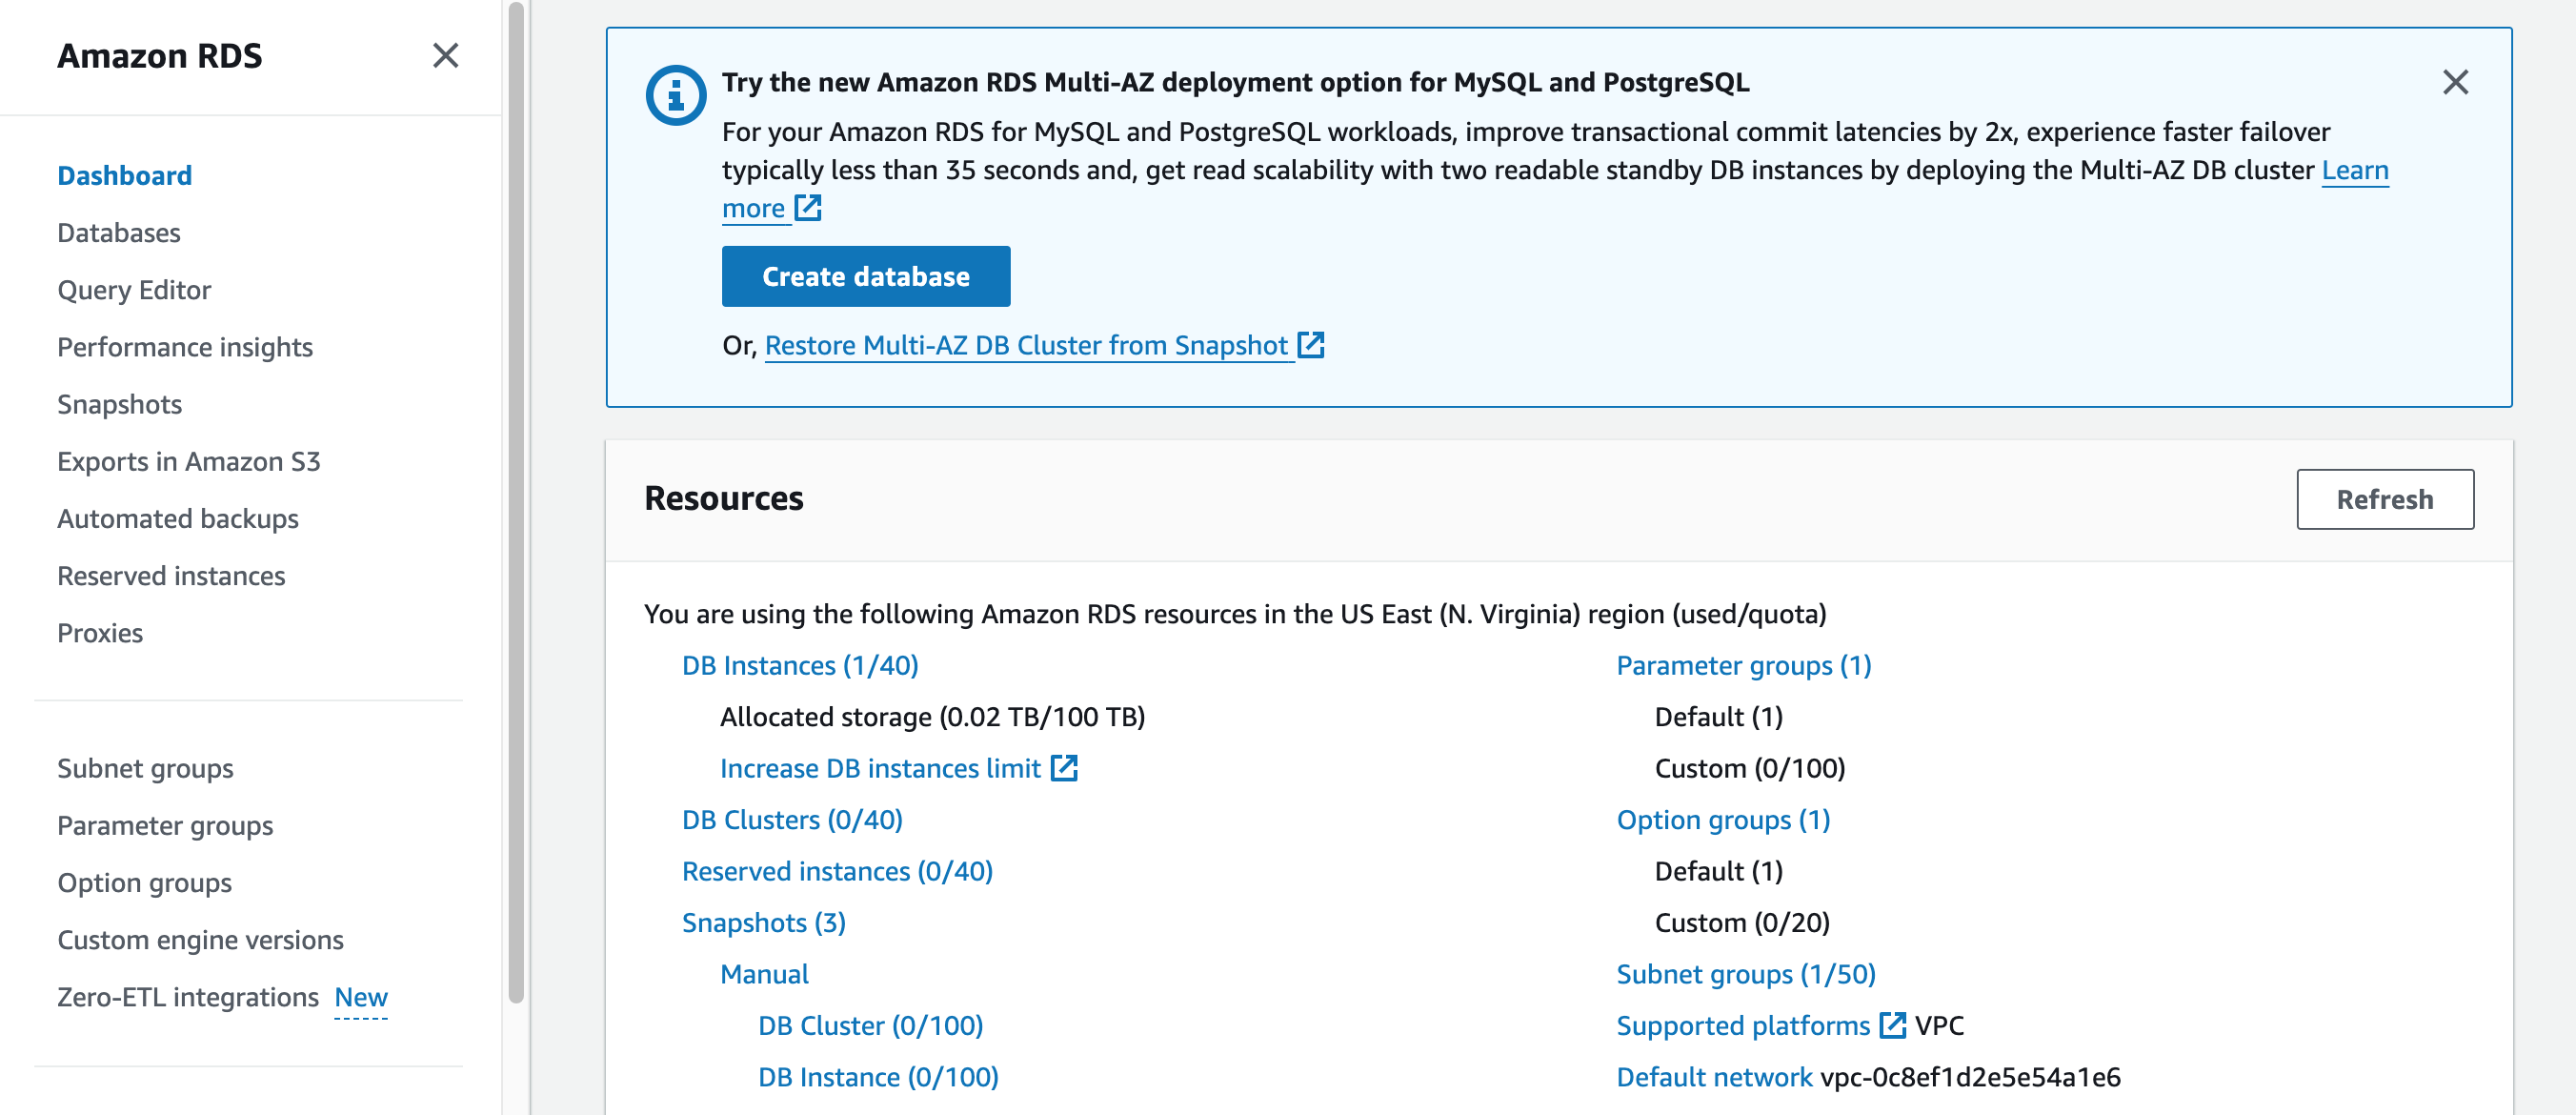 Amazon RDS
Dashboard
Databases
Query Editor
Performance insights
Snapshots
Exports in Amazon S3
Automated backups
Reserved instances
Proxies
Subnet groups
Parameter groups
Option groups
Custom engine versions
Zero-ETL integrations New
Try the new Amazon RDS Multi-AZ deployment option for MySQL and PostgreSQL
For your Amazon RDS for MySQL and PostgreSQL workloads, improve transactional commit latencies by 2x, experience faster failover
typically less than 35 seconds and, get read scalability with two readable standby DB instances by deploying the Multi-AZ DB cluster Learn
more
Create database
Or, Restore Multi-AZ DB Cluster from Snapshot
Resources
Refresh
You are using the following Amazon RDS resources in the US East (N. Virginia) region (used/quota)
DB Instances (1/40)
Allocated storage (0.02 TB/100 TB)
Increase DB instances limit
DB Clusters (0/40)
Reserved instances (0/40)
Snapshots (3)
Manual
DB Cluster (0/100)
DB Instance (0/100)
Parameter groups (1)
Default (1)
Custom (0/100)
Option groups (1)
Default (1)
Custom (0/20)
Subnet groups (1/50)
Supported platforms VPC
Default network vpc-0c8ef1d2e5e54a1e6